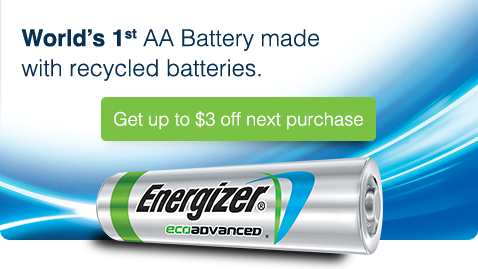 World's 1st AA Battery made
with recycled batteries.
Get up to $3 off next purchase
Energizer®
ecoadvanced®